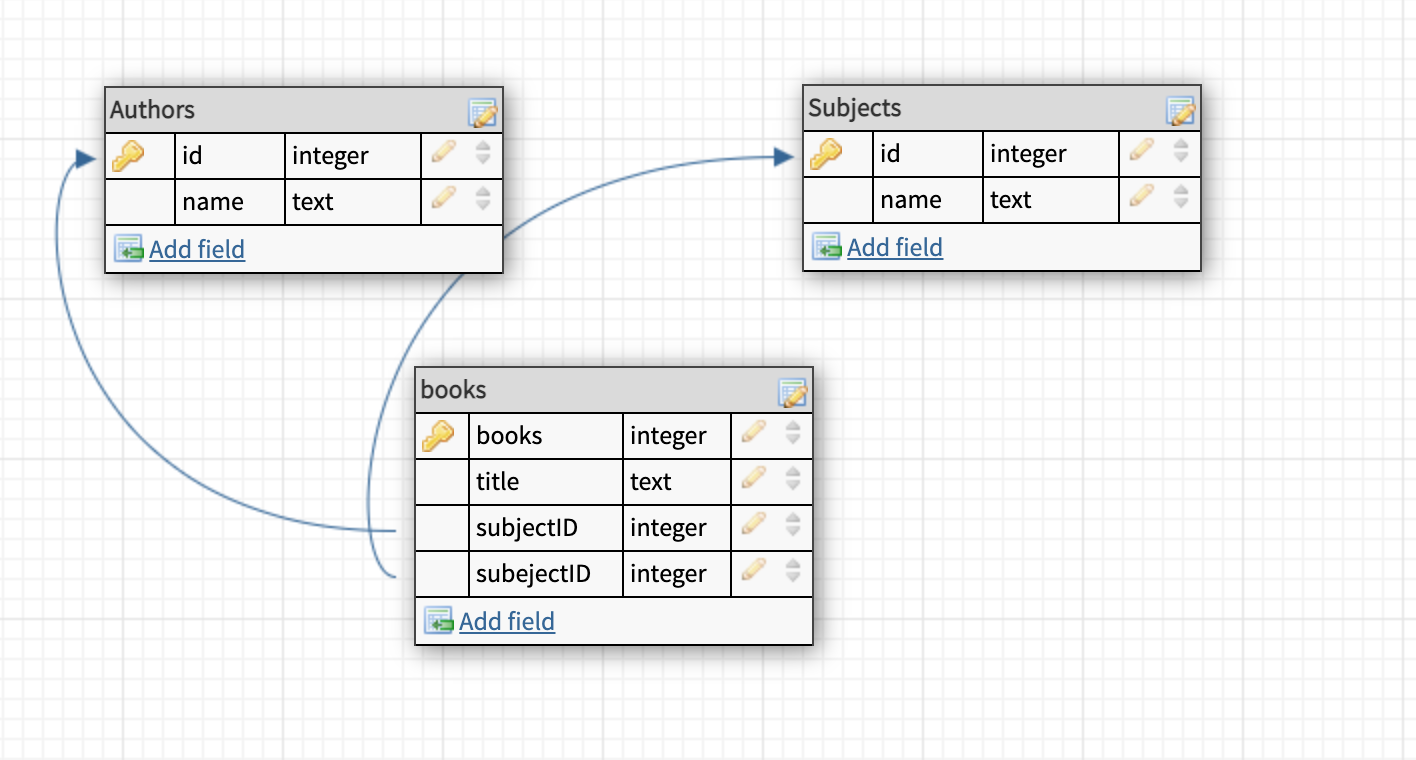 Authors
id integer
name text
Add field
Subjects
id integer
name text
Add field
books
books integer
title text
subjectID integer
subejectID integer
Add field